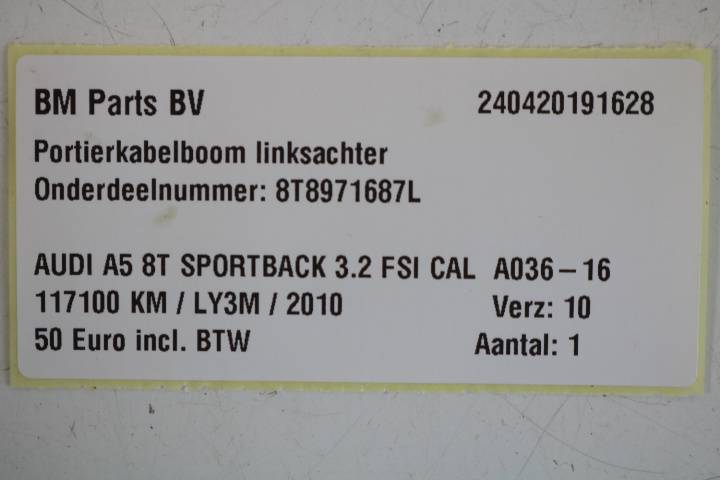 BM Parts BV 240420191628
Portierkabelboom linksachter
Onderdeelnummer: 8T8971687L
AUDI A5 8T SPORTBACK 3.2 FSI CAL A036-16
117100 KM / LY3M / 2010 Verz: 10
50 Euro incl. BTW Aantal: 1